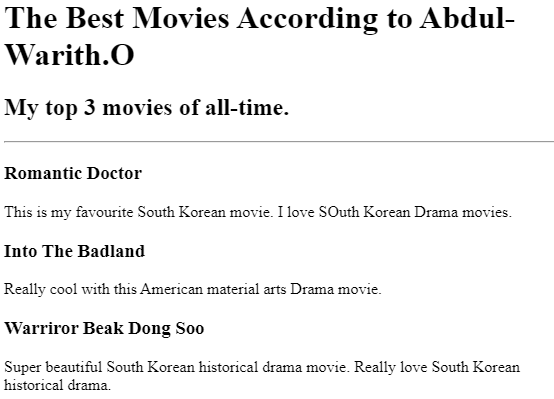 The Best Movies According to Abdul-
Warith.O
My top 3 movies of all-time.
Romantic Doctor
This is my favourite South Korean movie. I love SOuth Korean Drama movies.
Into The Badland
Really cool with this American material arts Drama movie.
Warriror Beak Dong Soo
Super beautiful South Korean historical drama movie. Really love South Korean
historical drama.